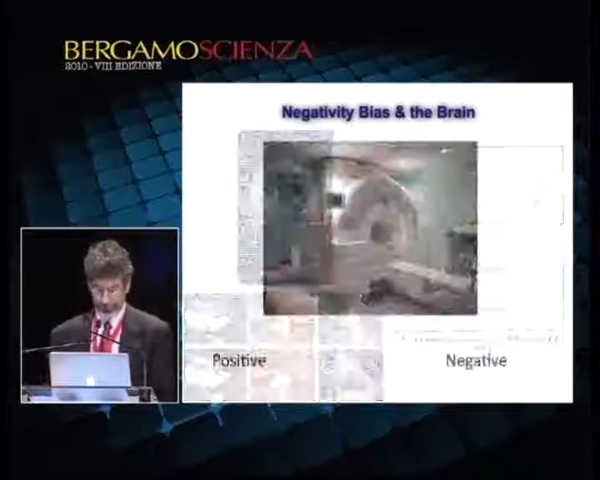 BERGAMOSCIENZA
2010 - VIII EDIZIONE
Negativity Bias & the Brain
Positive
Negative